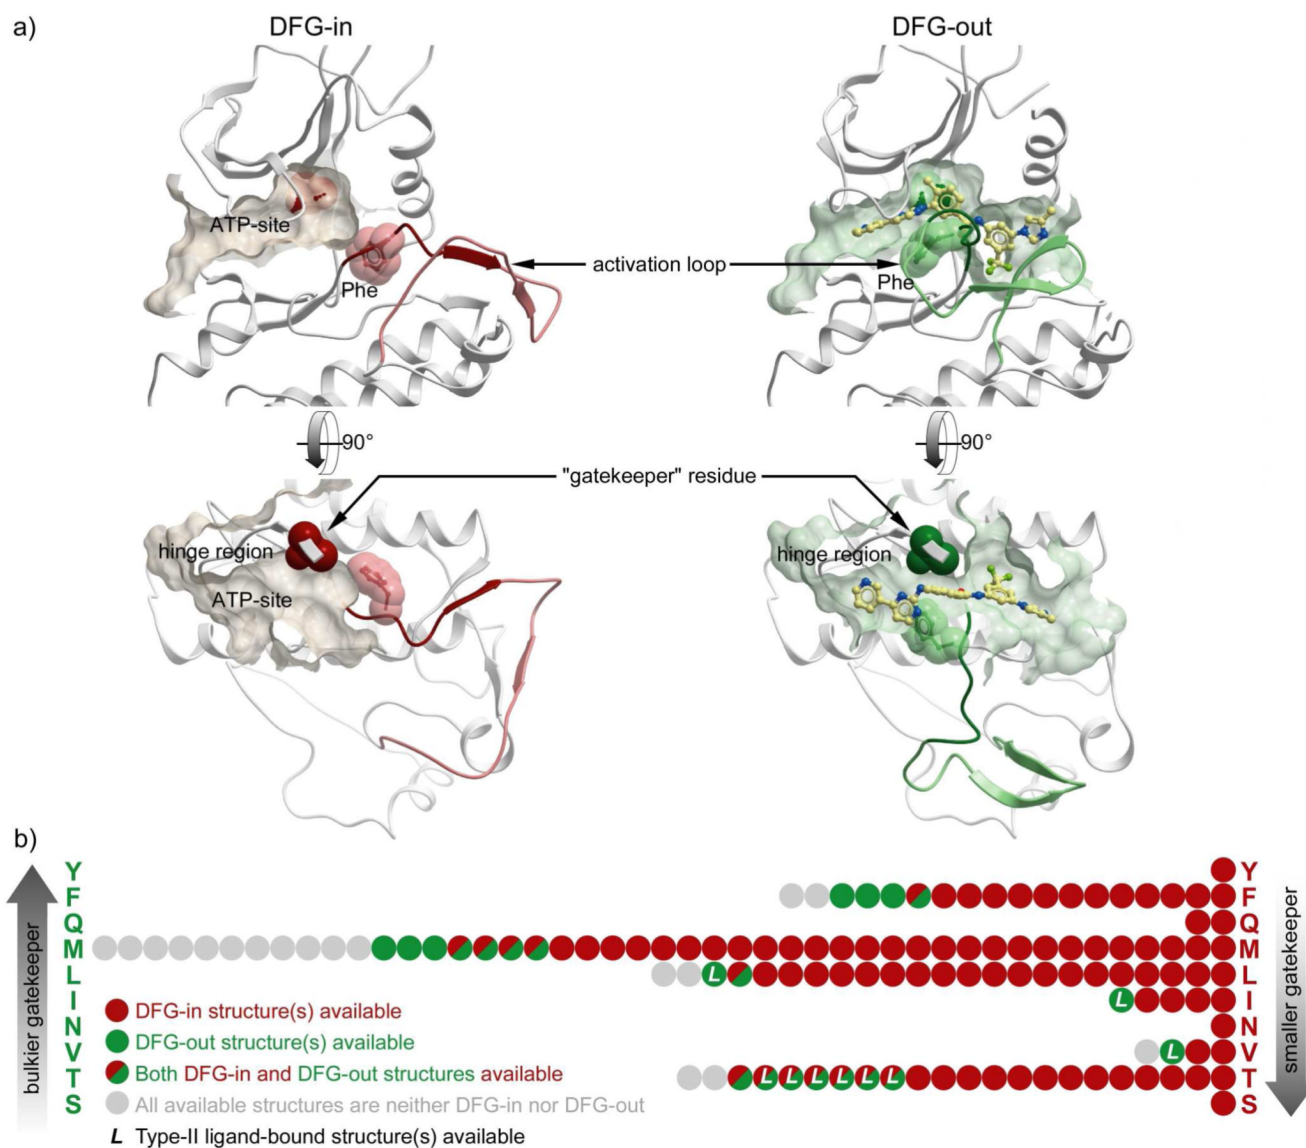 a)
DFG-in
DFG-out
ATP-site
Phe
activation loop
Phe
90°
90°
"gatekeeper" residue
hinge region
ATP-site
hinge region
b)
bulkier gatekeeper
Y
F
Q
M
L
I
N
V
T
S
L
L
L
L L L L L
DFG-in structure(s) available
DFG-out structure(s) available
Both DFG-in and DFG-out structures available
All available structures are neither DFG-in nor DFG-out
L Type-II ligand-bound structure(s) available
Y
F
Q
M
L
I
N
V
T
S
smaller gatekeeper